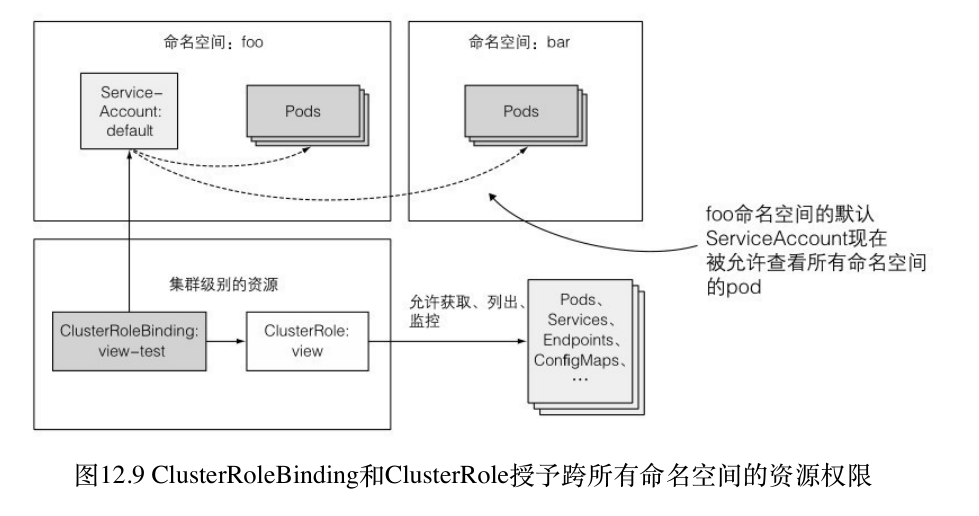 命名空间：foo
命名空间：bar
Service-
Account:
default
Pods
Pods
foo命名空间的默认
ServiceAccount现在
被允许查看所有命名空间
的pod
集群级别的资源
ClusterRoleBinding:
view-test
ClusterRole:
view
允许获取、列出、
监控
Pods、
Services、
Endpoints、
ConfigMaps、
…
图12.9 ClusterRoleBinding和ClusterRole授予跨所有命名空间的资源权限